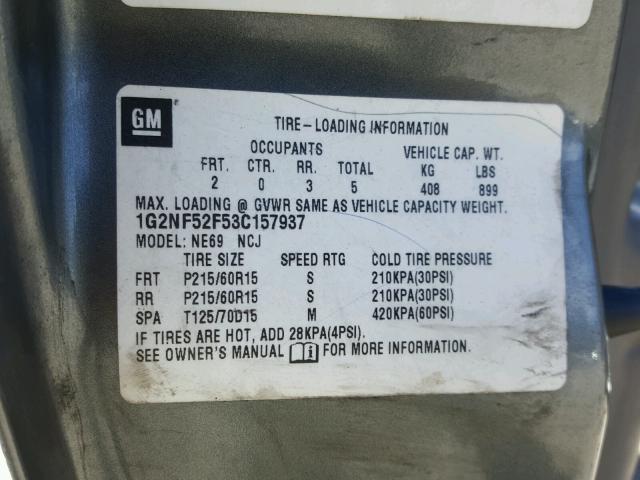 GM
TIRE-LOADING INFORMATION
OCCUPANTS VEHICLE CAP. WT.
FRT. CTR. RR. TOTAL KG LBS
2 0 3 5 408 899
MAX. LOADING @ GVWR SAME AS VEHICLE CAPACITY WEIGHT.
1G2NF52F53C157937
MODEL: NE69 NCJ
TIRE SIZE SPEED RTG COLD TIRE PRESSURE
FRT P215/60R15 S 210KPA(30PSI)
RR P215/60R15 S 210KPA(30PSI)
SPA T125/70D15 M 420KPA(60PSI)
IF TIRES ARE HOT, ADD 28KPA(4PSI).
SEE OWNER'S MANUAL i FOR MORE INFORMATION.